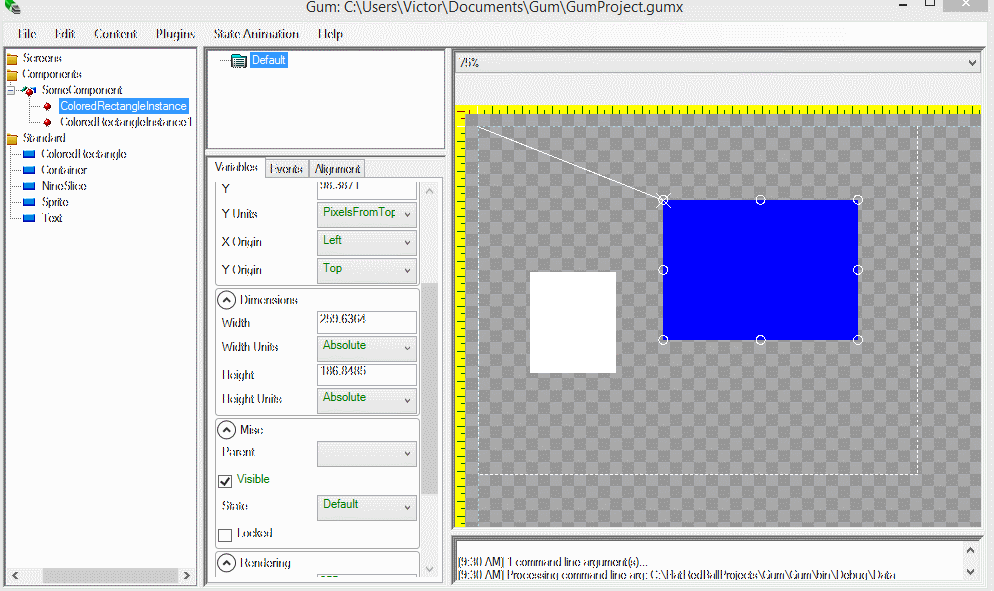 Gum: C:\Users\Victor\Documents\Gum\GumProject.gumx
File Edit Content Plugins State Animation Help
Screens
Components
SomeComponent
ColoredRectangleInstance
ColoredRectangleInstance1
Standard
ColoredRectangle
Container
NineSlice
Sprite
Text
Default
Variables Events Alignment
Y 98.3871
Y Units PixelsFromTop
X Origin Left
Y Origin Top
Dimensions
Width 259.6364
Width Units Absolute
Height 186.8485
Height Units Absolute
Misc
Parent
Visible
State Default
Locked
Rendering
75%
[9:30 AM] 1 command line argument(s)...
[9:30 AM] Processing command line arg: C:\FlatRedBallProjects\Gum\Gum\bin\Debug\Data